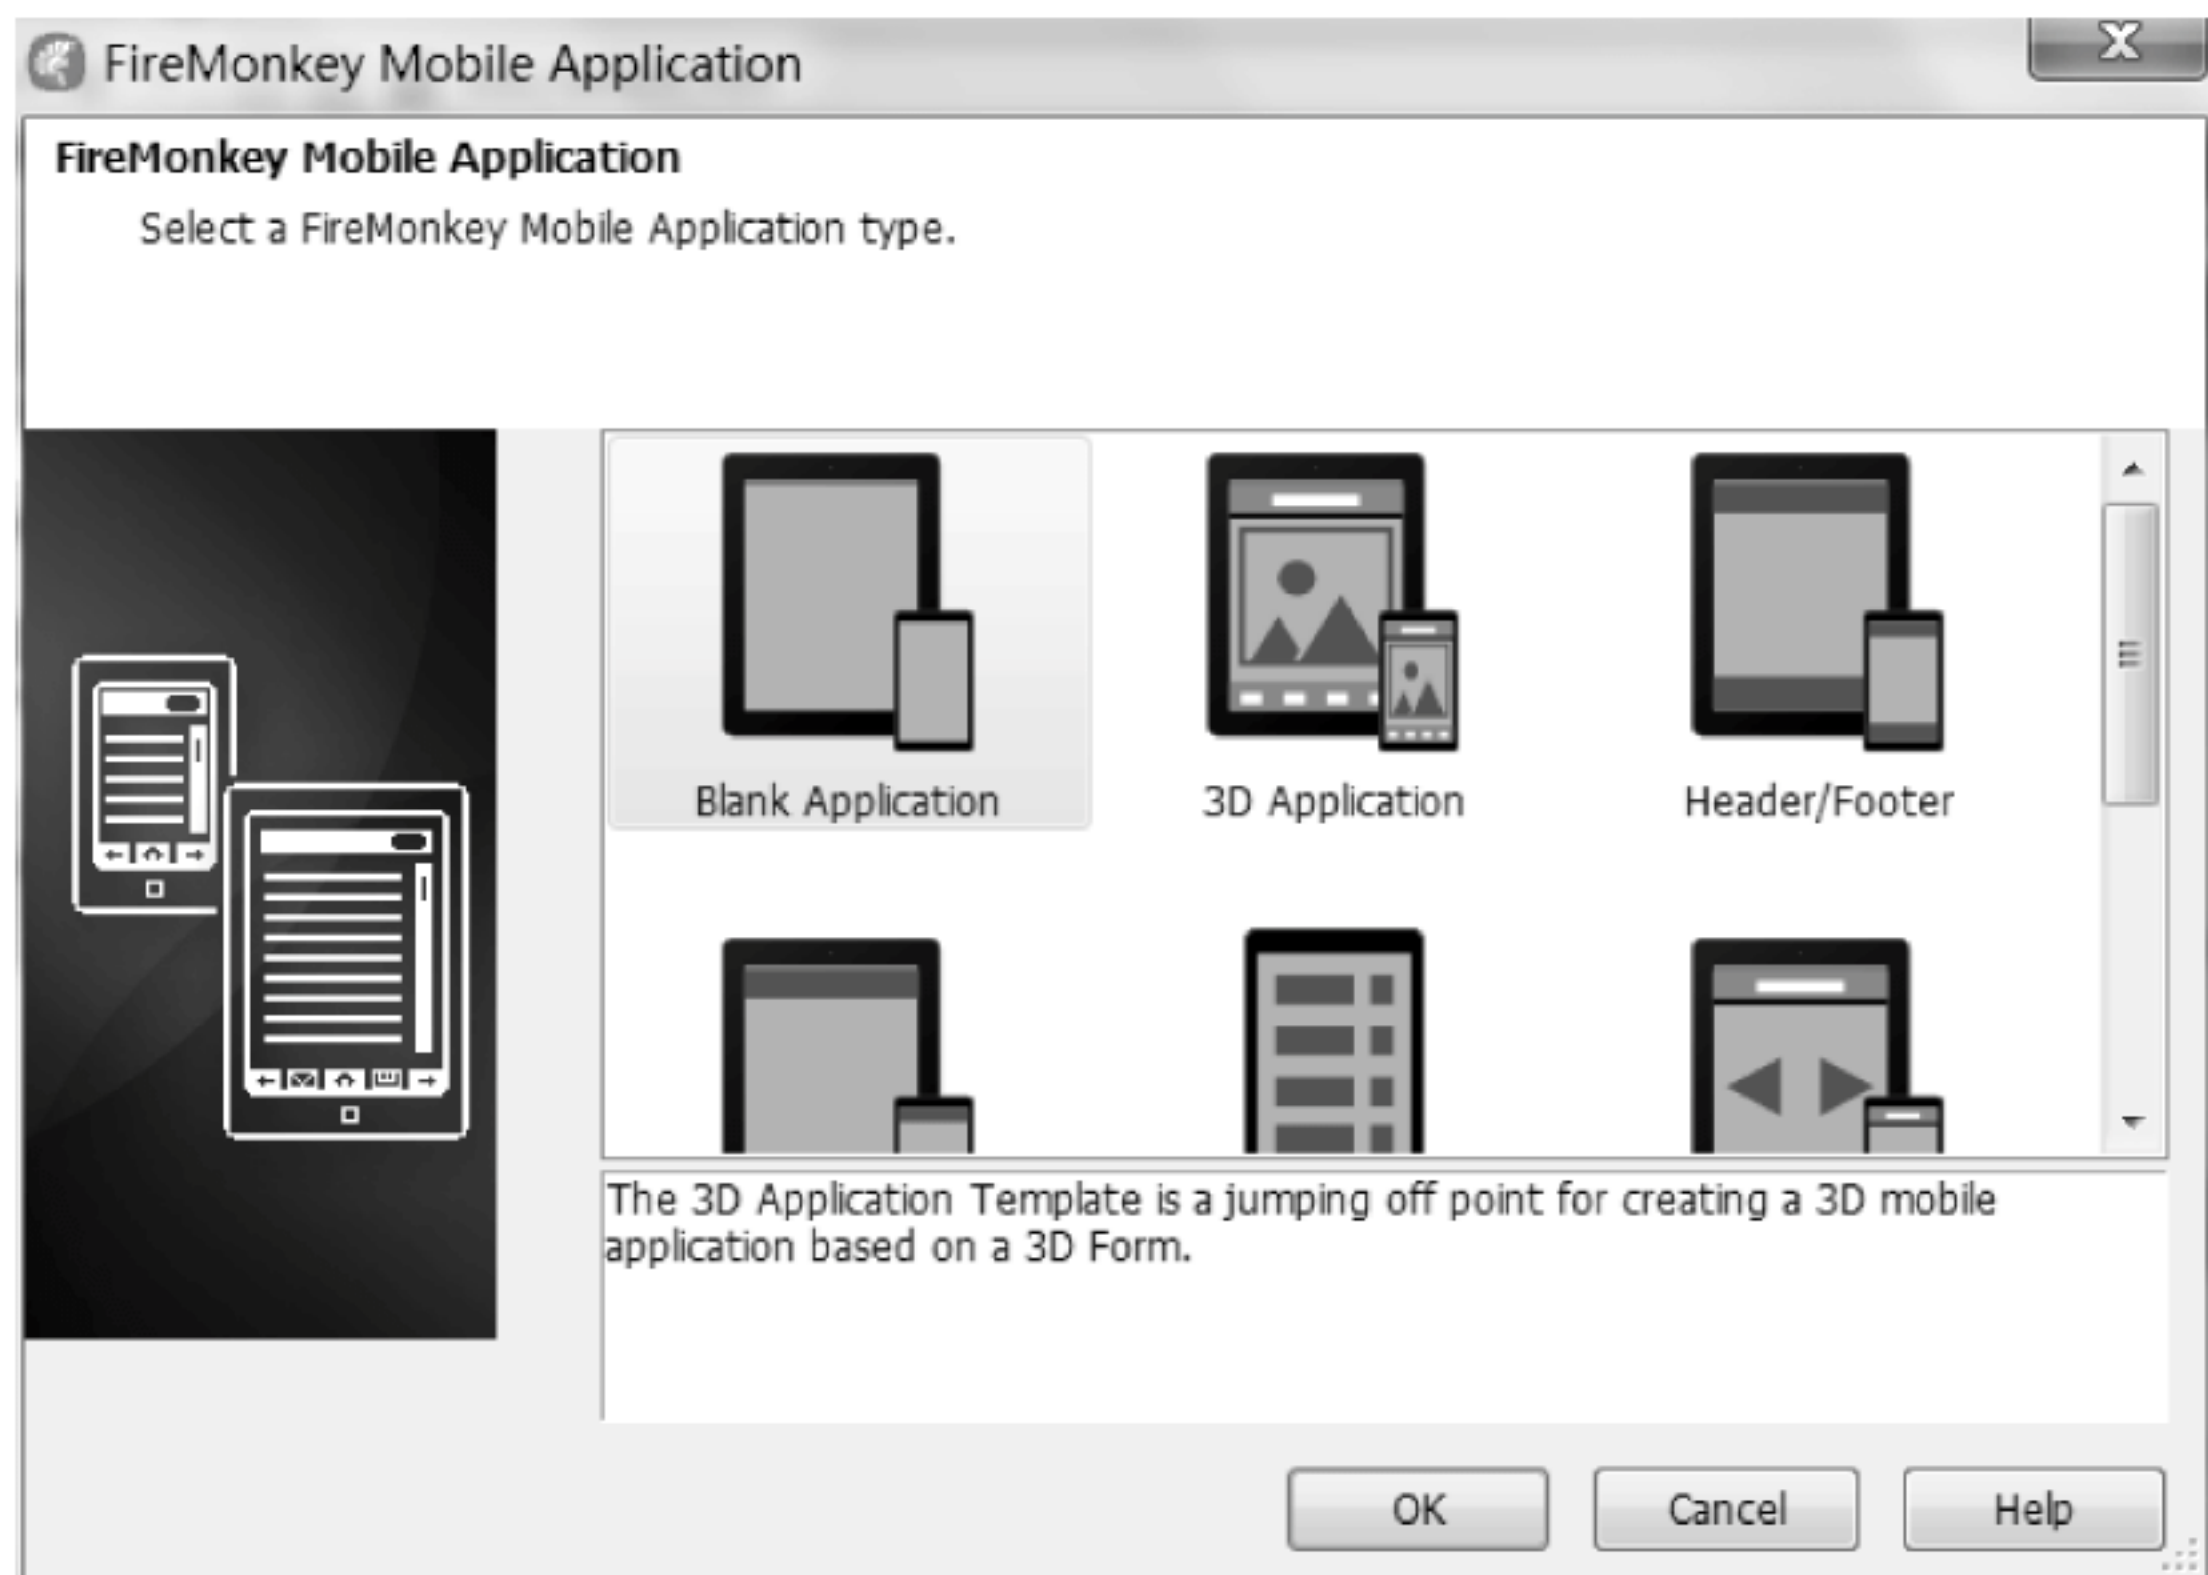 FireMonkey Mobile Application
FireMonkey Mobile Application
Select a FireMonkey Mobile Application type.
Blank Application
3D Application
Header/Footer
The 3D Application Template is a jumping off point for creating a 3D mobile
application based on a 3D Form.
OK
Cancel
Help